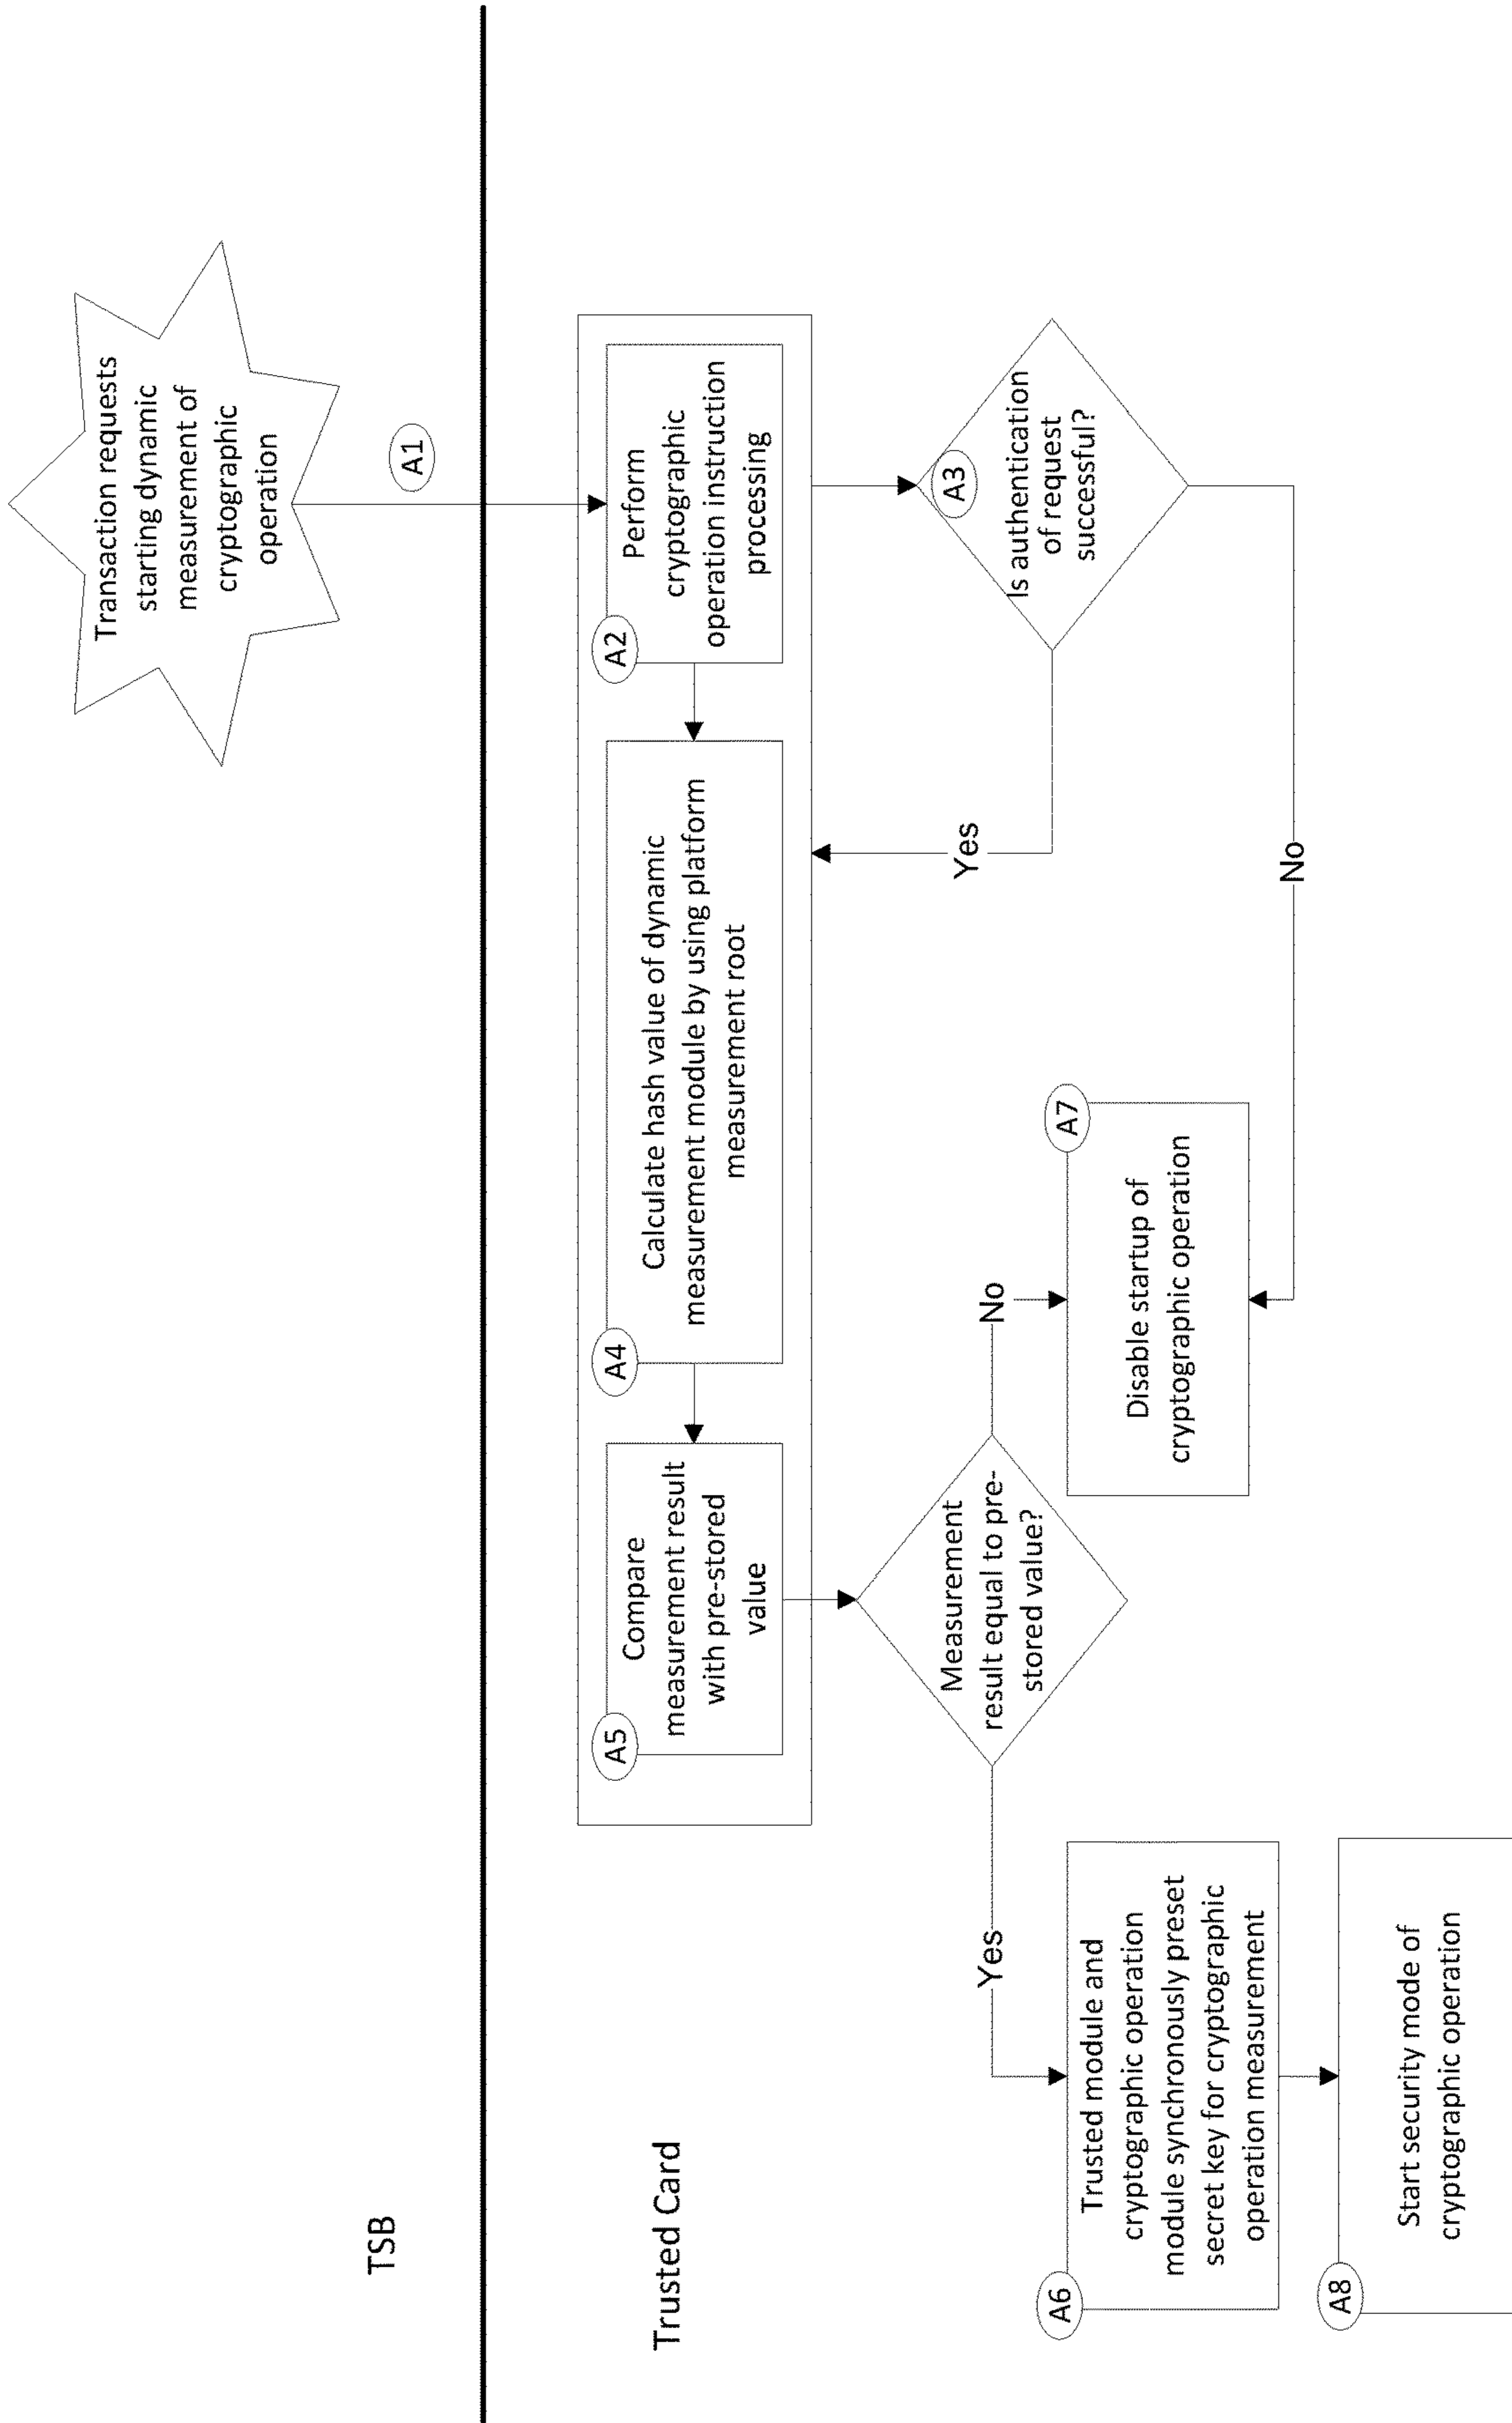 Transaction requests
starting dynamic
measurement of
cryptographic
operation
A1
TSB
Trusted Card
A2
Perform
cryptographic
operation instruction
processing
A3
Is authentication
of request
successful?
Yes
No
A4
Calculate hash value of dynamic
measurement module by using platform
measurement root
A5
Compare
measurement result
with pre-stored
value
Measurement
result equal to pre-
stored value?
No
Yes
A7
Disable startup of
cryptographic operation
A6
Trusted module and
cryptographic operation
module synchronously preset
secret key for cryptographic
operation measurement
A8
Start security mode of
cryptographic operation